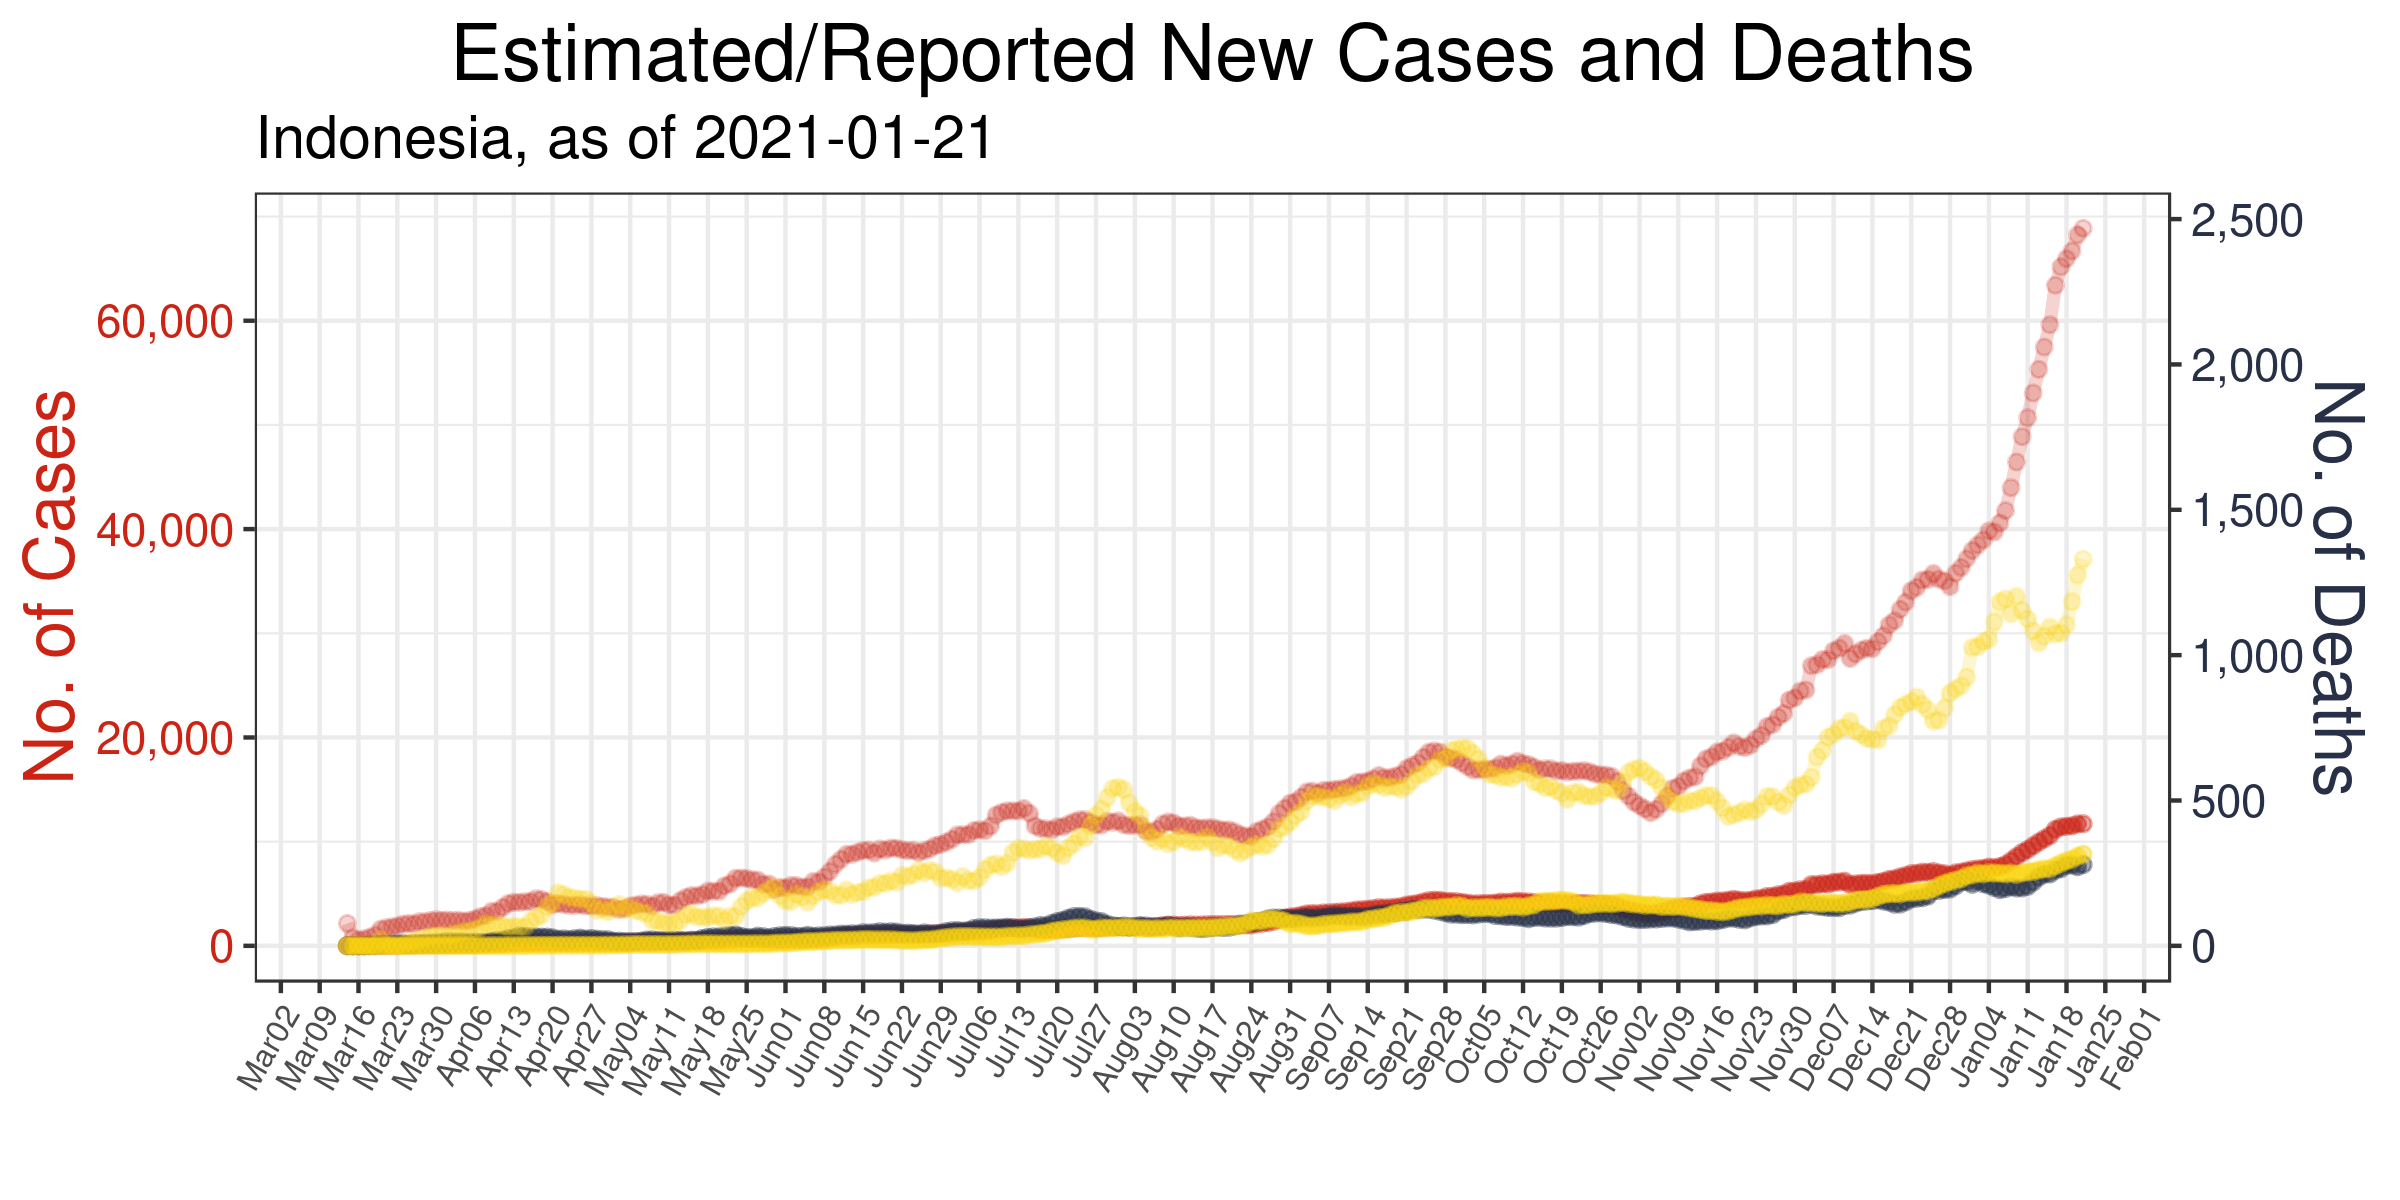 Estimated/Reported New Cases and Deaths
Indonesia, as of 2021-01-21
No. of Cases
60,000
40,000
20,000
0
2,500
2,000
1,500
1,000
500
0
No. of Deaths
Mar02
Mar09
Mar16
Mar23
Mar30
Apr06
Apr13
Apr20
Apr27
May04
May11
May18
May25
Jun01
Jun08
Jun15
Jun22
Jun29
Jul06
Jul13
Jul20
Jul27
Aug03
Aug10
Aug17
Aug24
Aug31
Sep07
Sep14
Sep21
Sep28
Oct05
Oct12
Oct19
Oct26
Nov02
Nov09
Nov16
Nov23
Nov30
Dec07
Dec14
Dec21
Dec28
Jan04
Jan11
Jan18
Jan25
Feb01